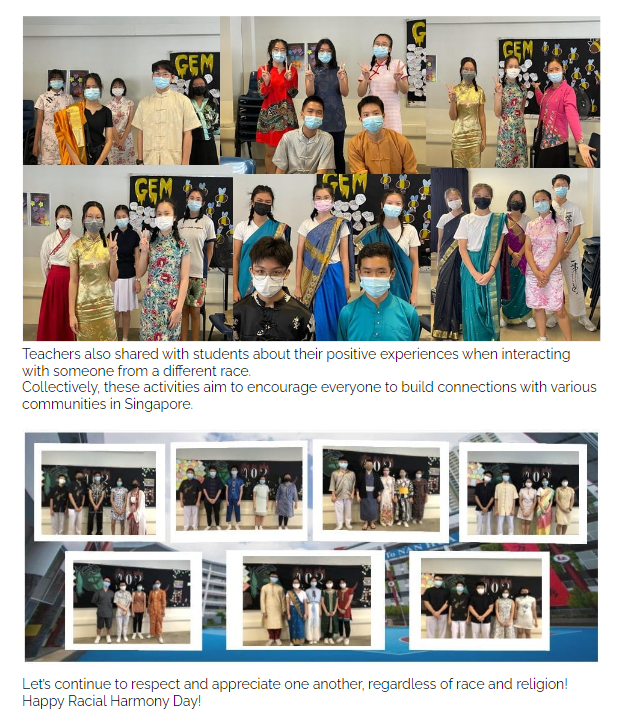 GEM
GEM
GEM
GEM
Teachers also shared with students about their positive experiences when interacting
with someone from a different race.
Collectively, these activities aim to encourage everyone to build connections with various
communities in Singapore.
Let's continue to respect and appreciate one another, regardless of race and religion!
Happy Racial Harmony Day!